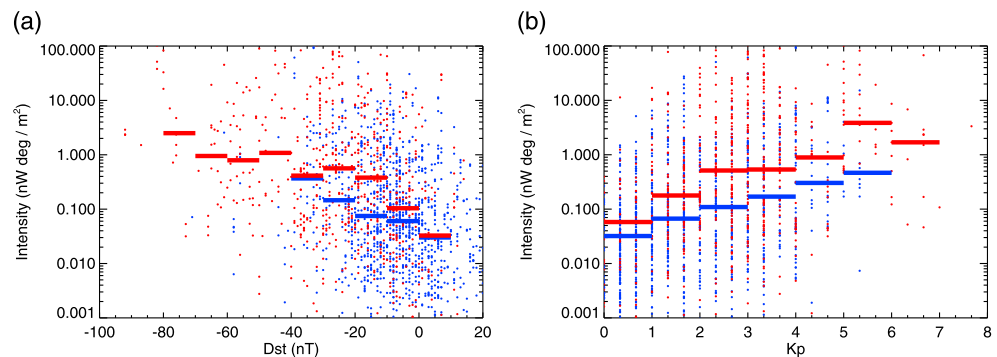 (a)
(b)
Intensity (nW deg / m²)
100.000
10.000
1.000
0.100
0.010
0.001
-100 -80 -60 -40 -20 0 20
Dst (nT)
Intensity (nW deg / m²)
100.000
10.000
1.000
0.100
0.010
0.001
0 1 2 3 4 5 6 7 8
Kp